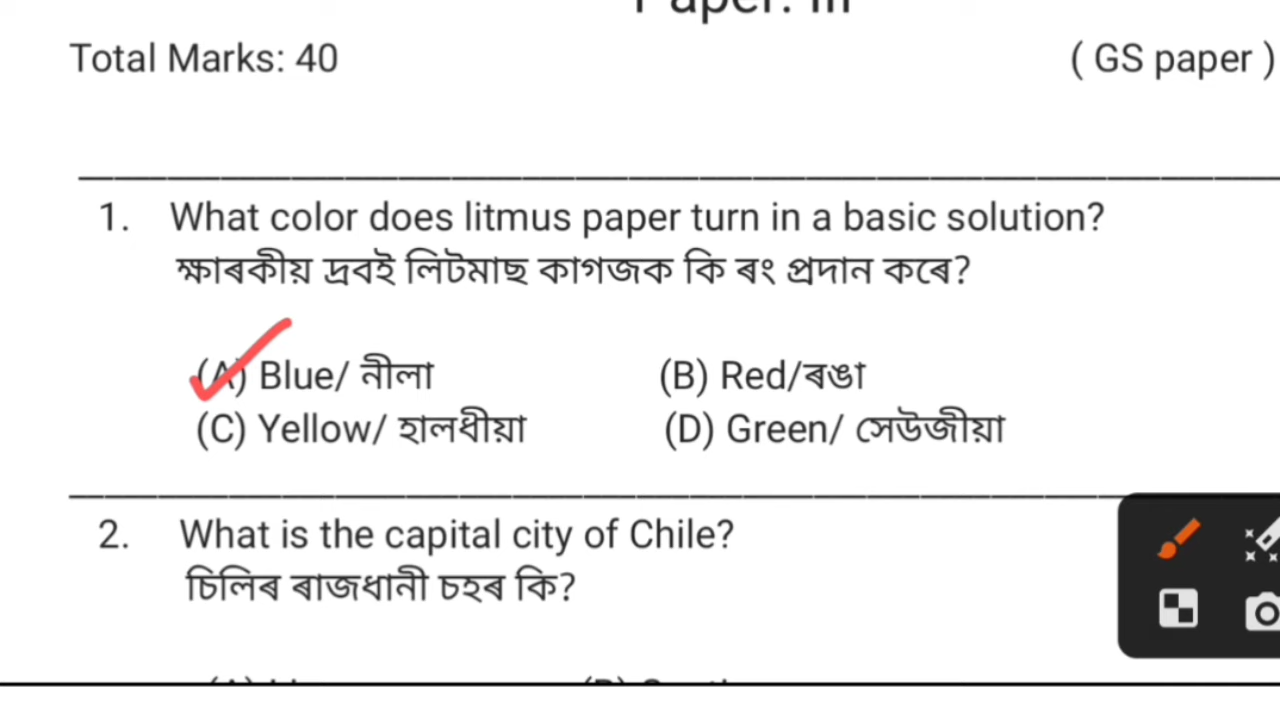 Paper: III
Total Marks: 40 ( GS paper )
1. What color does litmus paper turn in a basic solution?
ক্ষাৰকীয় দ্ৰবই লিটমাছ কাগজক কি ৰং প্ৰদান কৰে?
(A) Blue/ নীলা (B) Red/ৰঙা
(C) Yellow/ হালধীয়া (D) Green/ সেউজীয়া
2. What is the capital city of Chile?
চিলিৰ ৰাজধানী চহৰ কি?